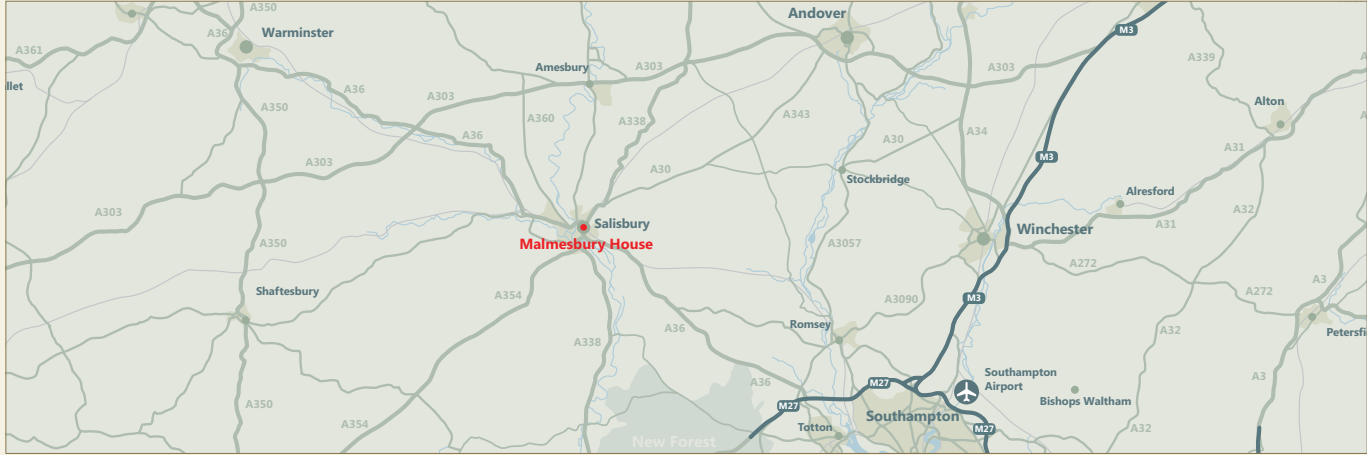 A350
Andover
M3
A36
Warminster
A361
A339
Amesbury
A303
A303
llet
A36
A303
Alton
A350
A360
A338
A343
A34
A30
A36
A31
M3
A303
A30
Stockbridge
Alresford
A303
A32
Salisbury
A31
Winchester
Malmesbury House
A350
A3057
A272
A3
Shaftesbury
A354
A3090
M3
A272
Romsey
A36
A32
Petersfi
A338
Southampton
Airport
A3
A36
M27
Bishops Waltham
A350
M27
Southampton
A354
Totton
M27
A32
New Forest